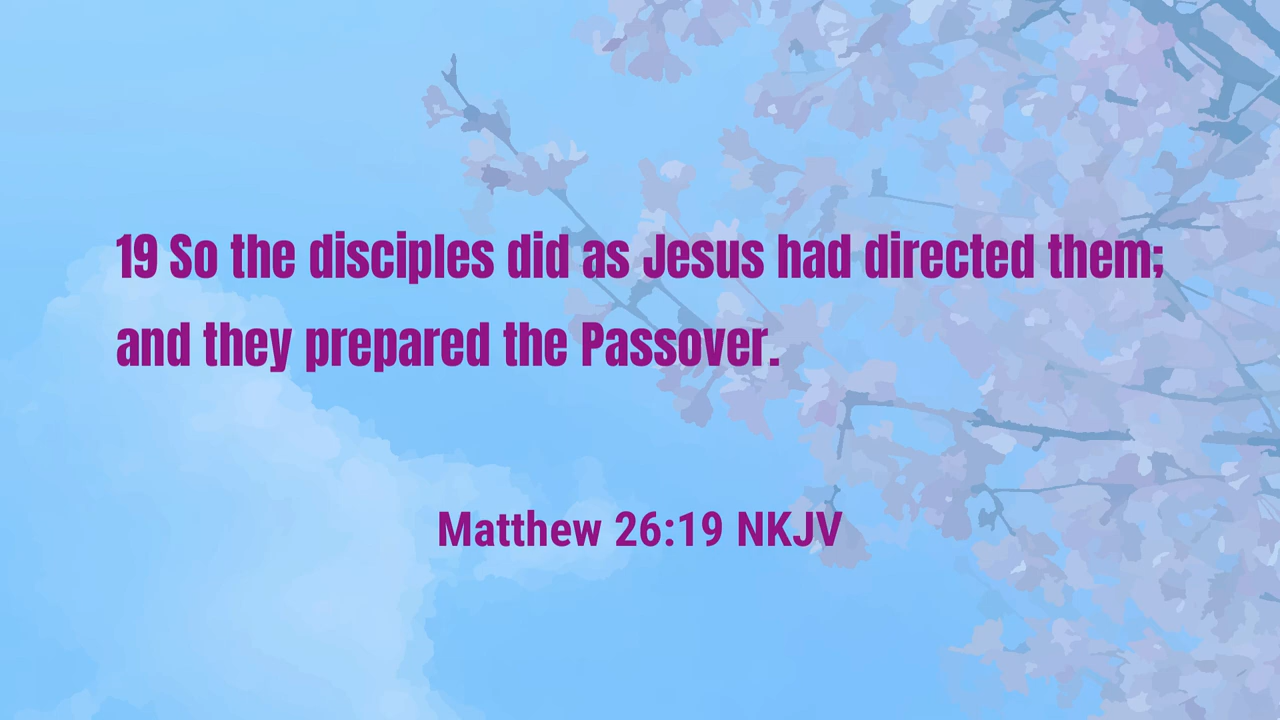 19 So the disciples did as Jesus had directed them;
and they prepared the Passover.
Matthew 26:19 NKJV